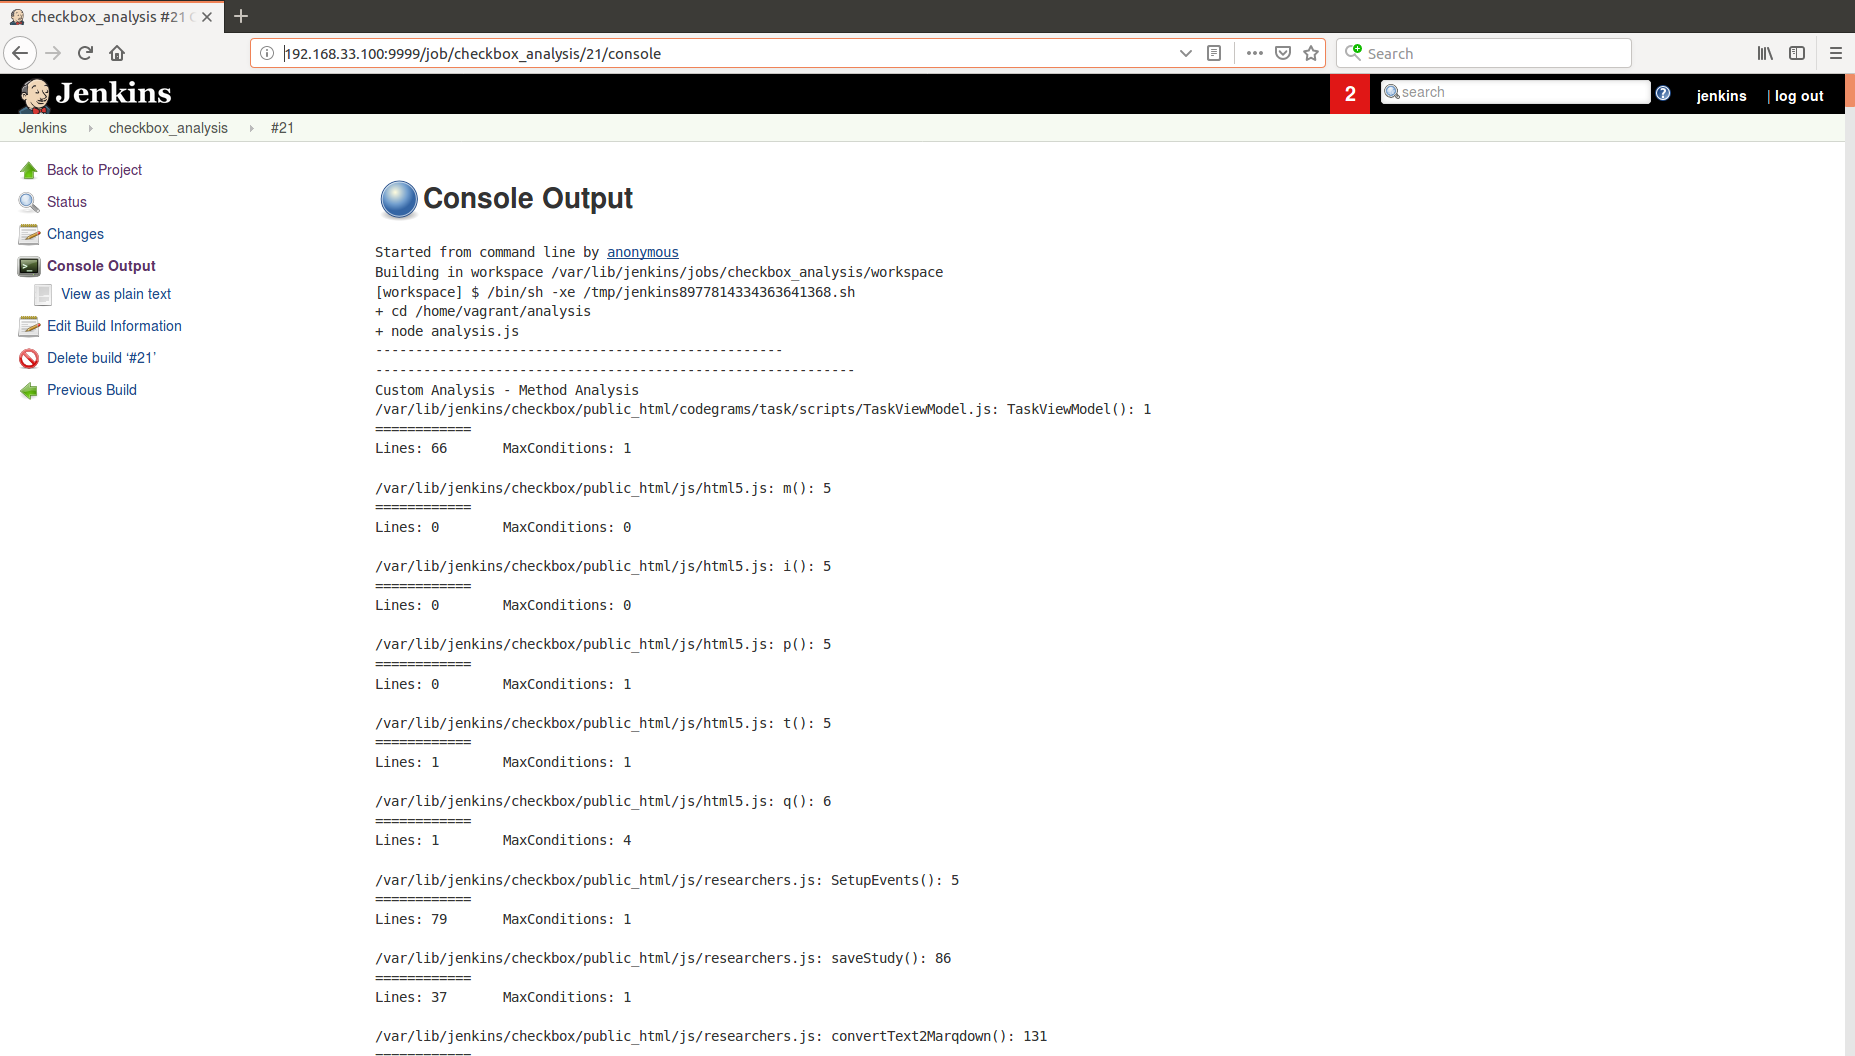 checkbox_analysis #21 C
192.168.33.100:9999/job/checkbox_analysis/21/console
Search
Jenkins
2
search
jenkins
| log out
Jenkins
checkbox_analysis
#21
Back to Project
Status
Changes
Console Output
View as plain text
Edit Build Information
Delete build ‘#21’
Previous Build
Console Output
Started from command line by anonymous
Building in workspace /var/lib/jenkins/jobs/checkbox_analysis/workspace
[workspace] $ /bin/sh -xe /tmp/jenkins8977814334363641368.sh
+ cd /home/vagrant/analysis
+ node analysis.js
---------------------------------------------------
------------------------------------------------------------
Custom Analysis - Method Analysis
/var/lib/jenkins/checkbox/public_html/codegrams/task/scripts/TaskViewModel.js: TaskViewModel(): 1
============
Lines: 66	MaxConditions: 1
/var/lib/jenkins/checkbox/public_html/js/html5.js: m(): 5
============
Lines: 0	MaxConditions: 0
/var/lib/jenkins/checkbox/public_html/js/html5.js: i(): 5
============
Lines: 0	MaxConditions: 0
/var/lib/jenkins/checkbox/public_html/js/html5.js: p(): 5
============
Lines: 0	MaxConditions: 1
/var/lib/jenkins/checkbox/public_html/js/html5.js: t(): 5
============
Lines: 1	MaxConditions: 1
/var/lib/jenkins/checkbox/public_html/js/html5.js: q(): 6
============
Lines: 1	MaxConditions: 4
/var/lib/jenkins/checkbox/public_html/js/researchers.js: SetupEvents(): 5
============
Lines: 79	MaxConditions: 1
/var/lib/jenkins/checkbox/public_html/js/researchers.js: saveStudy(): 86
============
Lines: 37	MaxConditions: 1
/var/lib/jenkins/checkbox/public_html/js/researchers.js: convertText2Marqdown(): 131
============